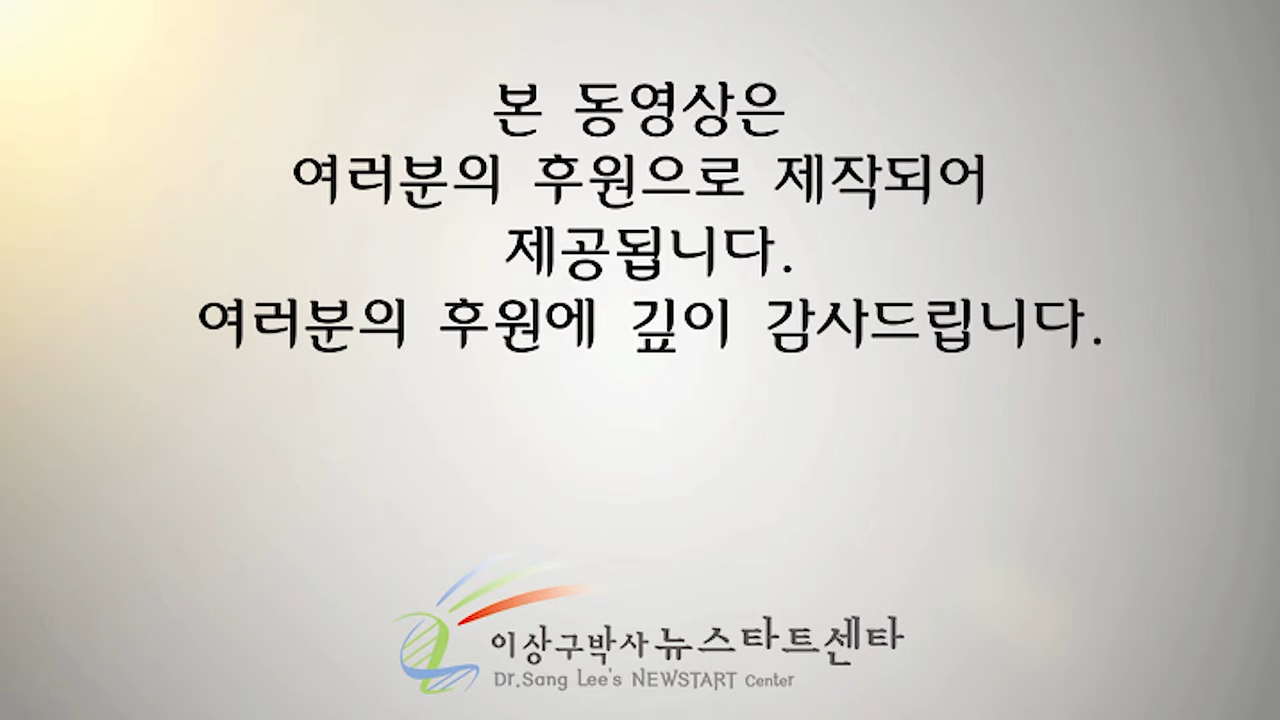 본 동영상은
여러분의 후원으로 제작되어
제공됩니다.
여러분의 후원에 깊이 감사드립니다.
이상구박사 뉴스타트센타
Dr.Sang Lee's NEWSTART Center